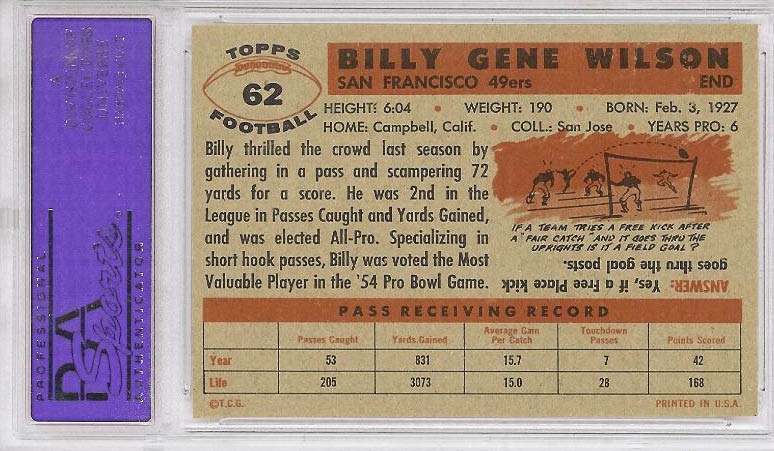 TOPPS
62
FOOTBALL
BILLY GENE WILSON
SAN FRANCISCO 49ers END
HEIGHT: 6:04 • WEIGHT: 190 • BORN: Feb. 3, 1927
HOME: Campbell, Calif. • COLL.: San Jose • YEARS PRO: 6
Billy thrilled the crowd last season by
gathering in a pass and scampering 72
yards for a score. He was 2nd in the
League in Passes Caught and Yards Gained,
and was elected All-Pro. Specializing in
short hook passes, Billy was voted the Most
Valuable Player in the '54 Pro Bowl Game.
IF A TEAM TRIES A FREE KICK AFTER
A "FAIR CATCH" AND IT GOES THRU THE
UPRIGHTS IS IT A FIELD GOAL?
ANSWER: Yes, if a Free Place kick
goes thru the goal posts.
PASS RECEIVING RECORD
Passes Caught Yards Gained Average Gain Per Catch Touchdown Passes Points Scored
Year 53 831 15.7 7 42
Life 205 3073 15.0 28 168
©T.C.G. PRINTED IN U.S.A.
PROFESSIONAL
PSA
Sports
AUTHENTICATOR
A
DIVISION OF